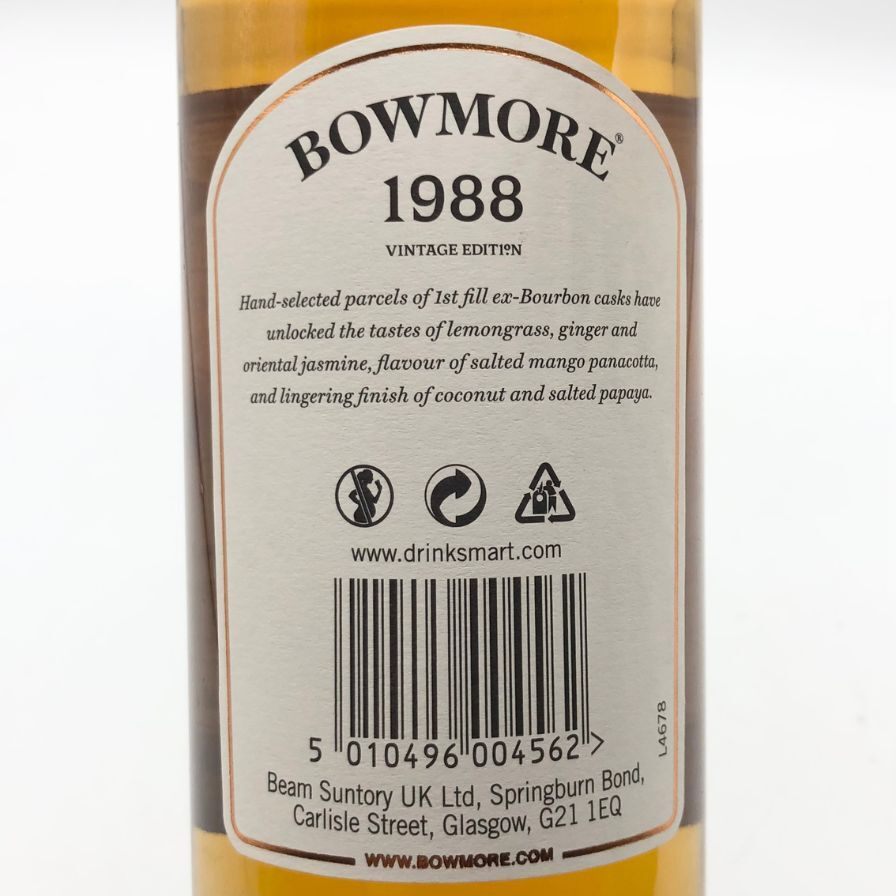 BOWMORE®
1988
VINTAGE EDITION
Hand-selected parcels of 1st fill ex-Bourbon casks have
unlocked the tastes of lemongrass, ginger and
oriental jasmine, flavour of salted mango panacotta,
and lingering finish of coconut and salted papaya.
www.drinksmart.com
5 010496 004562 >
L4678
Beam Suntory UK Ltd, Springburn Bond,
Carlisle Street, Glasgow, G21 1EQ
WWW.BOWMORE.COM